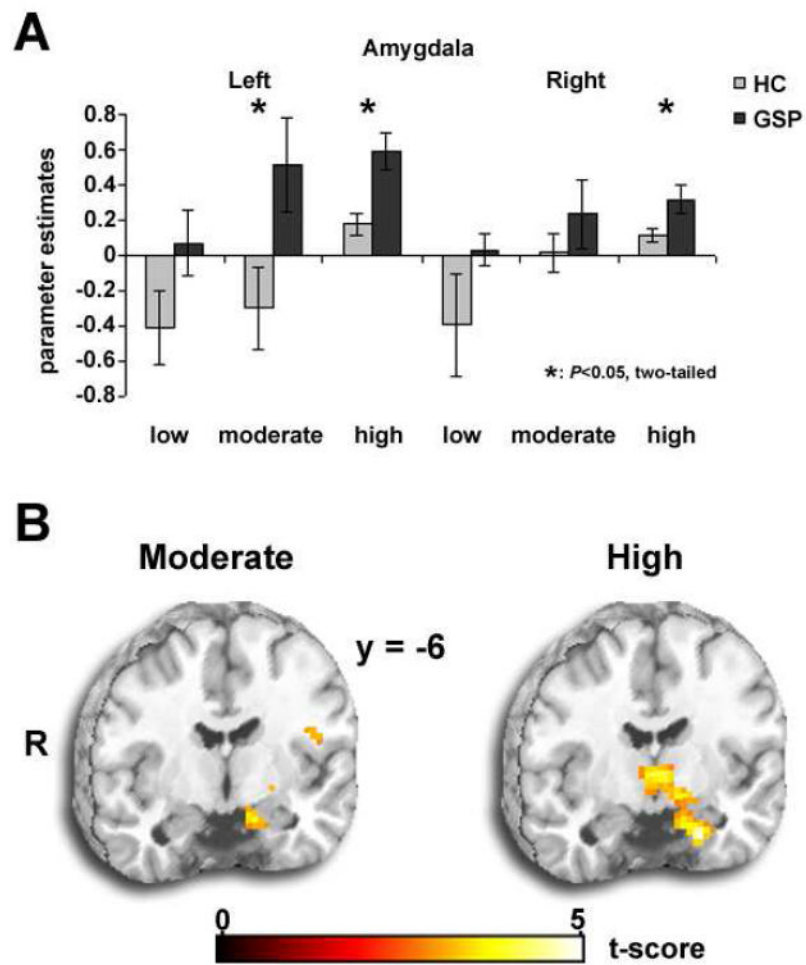 A
Amygdala
Left
Right
HC
GSP
*
*
*
0.8
0.6
0.4
0.2
0
-0.2
-0.4
-0.6
-0.8
parameter estimates
*: P<0.05, two-tailed
low moderate high low moderate high
B
Moderate
High
y = -6
R
0 5
t-score